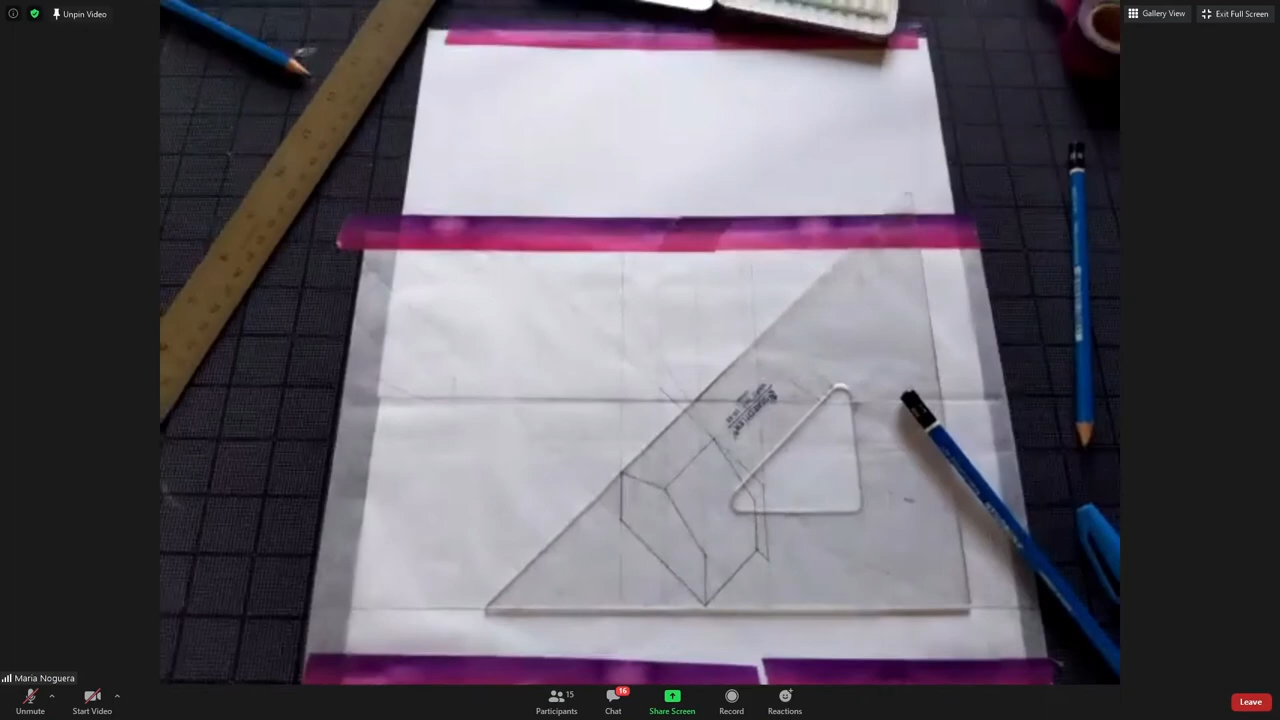 Unpin Video
Gallery View
Exit Full Screen
Maria Noguera
Unmute
Start Video
15
Participants
16
Chat
Share Screen
Record
Reactions
Leave